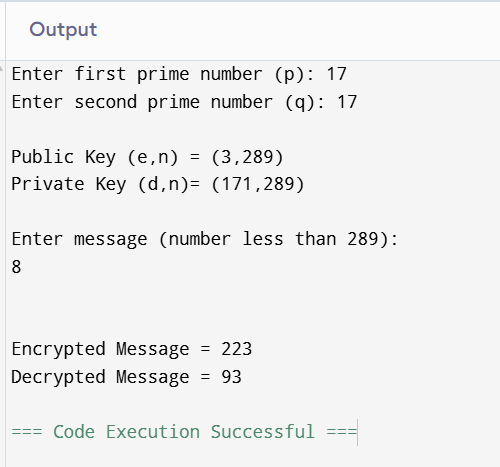 Output
Enter first prime number (p): 17
Enter second prime number (q): 17
Public Key (e,n) = (3,289)
Private Key (d,n)= (171,289)
Enter message (number less than 289):
8
Encrypted Message = 223
Decrypted Message = 93
=== Code Execution Successful ===